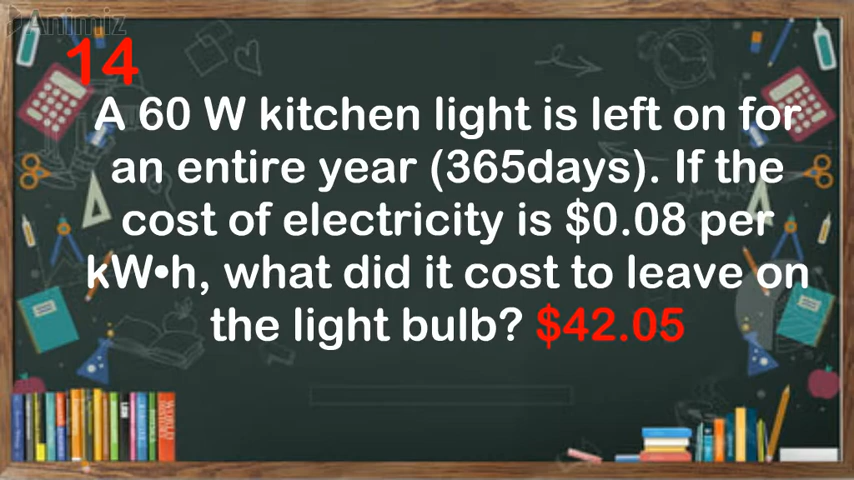 Animiz
14
A 60 W kitchen light is left on for
an entire year (365days). If the
cost of electricity is $0.08 per
kW•h, what did it cost to leave on
the light bulb? $42.05